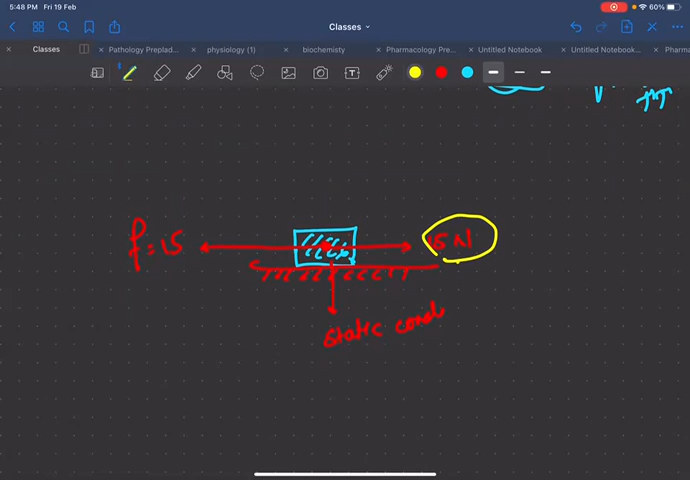 5:48 PM Fri 19 Feb
60%
Classes
Classes
Pathology Preplad...
physiology (1)
biochemisty
Pharmacology Pre...
Untitled Notebook
Untitled Notebook...
Pharma
f=15
15 N
Static cond